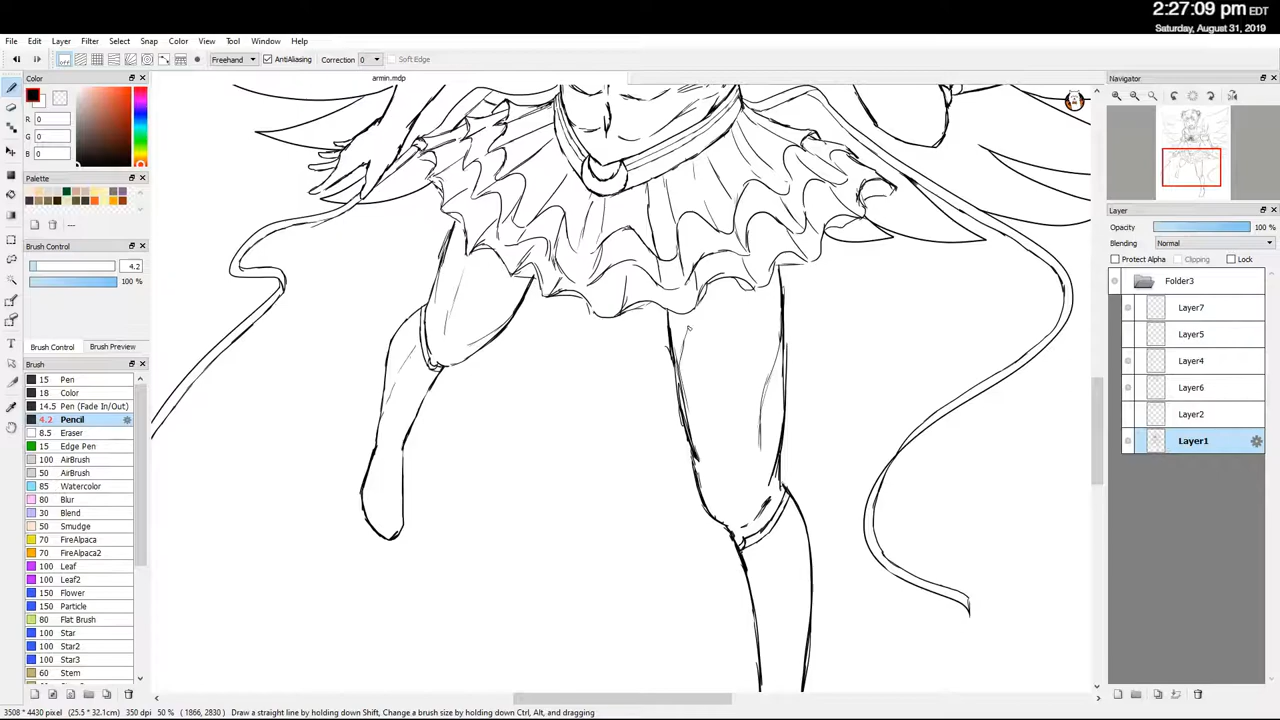 2:27:09 pm EDT
Saturday, August 31, 2019
File Edit Layer Filter Select Snap Color View Tool Window Help
OFF Freehand AntiAliasing Correction 0 Soft Edge
armin.mdp
Color
R 0
G 0
B 0
Palette
---
Brush Control
4.2
100 %
Brush Control Brush Preview
Brush
15 Pen
18 Color
14.5 Pen (Fade In/Out)
4.2 Pencil
8.5 Eraser
15 Edge Pen
100 AirBrush
50 AirBrush
85 Watercolor
80 Blur
30 Blend
50 Smudge
70 FireAlpaca
70 FireAlpaca2
100 Leaf
100 Leaf2
150 Flower
150 Particle
80 Flat Brush
100 Star
100 Star2
100 Star3
60 Stem
Navigator
Layer
Opacity 100 %
Blending Normal
Protect Alpha Clipping Lock
Folder3
Layer7
Layer5
Layer4
Layer6
Layer2
Layer1
3508 * 4430 pixel (25.5 * 32.1cm) 350 dpi 50 % (1866, 2830) Draw a straight line by holding down Shift, Change a brush size by holding down Ctrl, Alt, and dragging